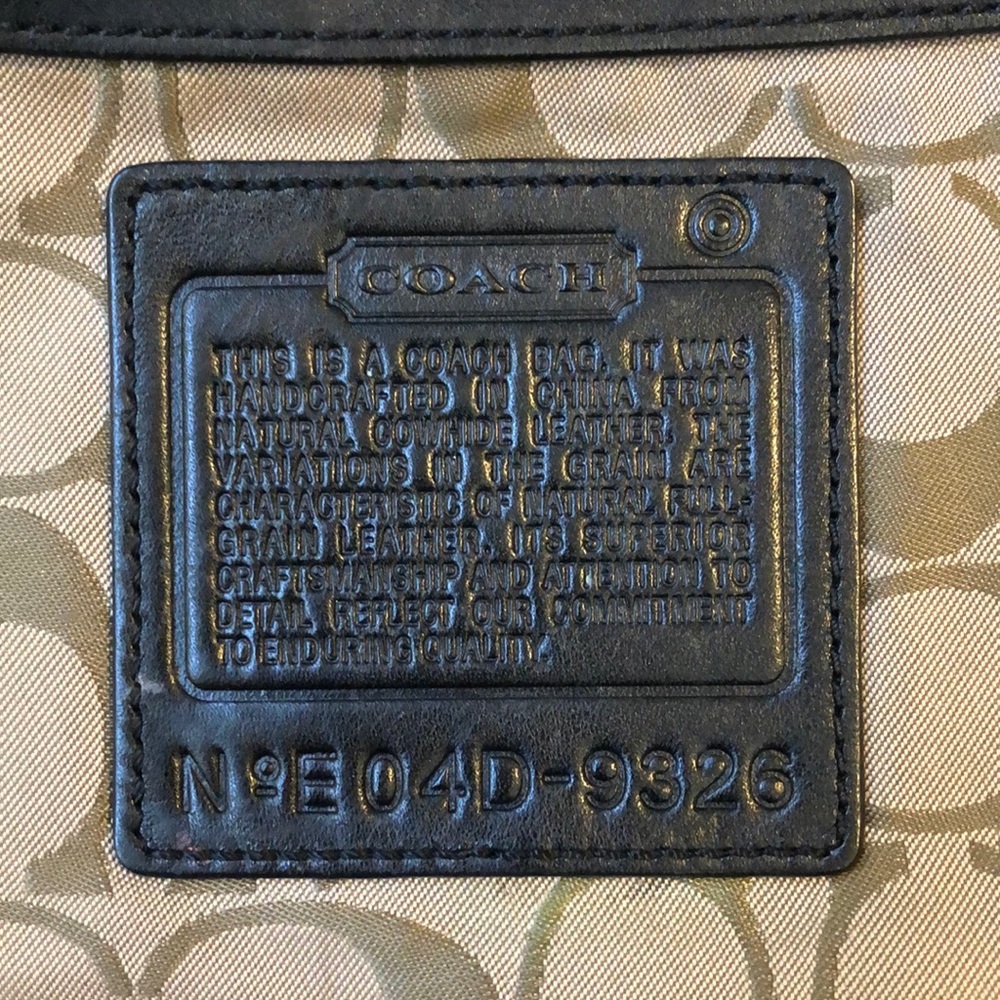 COACH
THIS IS A COACH BAG. IT WAS
HANDCRAFTED IN CHINA FROM
NATURAL COWHIDE LEATHER. THE
VARIATIONS IN THE GRAIN ARE
CHARACTERISTIC OF NATURAL FULL-
GRAIN LEATHER. ITS SUPERIOR
CRAFTSMANSHIP AND ATTENTION TO
DETAIL REFLECT OUR COMMITMENT
TO ENDURING QUALITY.
Nº E04D-9326